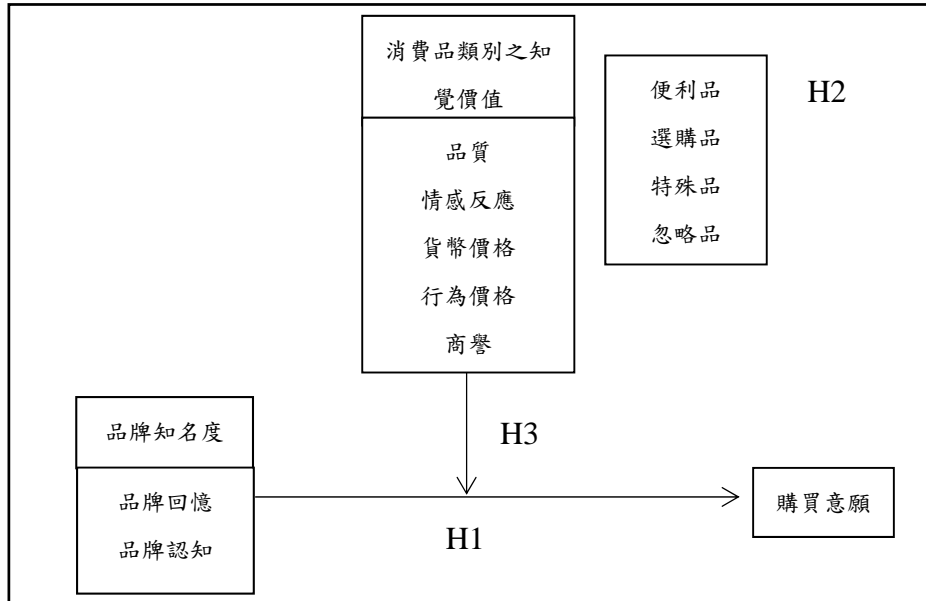 消費品類別之知
覺價值
品質
情感反應
貨幣價格
行為價格
商譽
便利品
選購品
特殊品
忽略品
H2
H3
品牌知名度
品牌回憶
品牌認知
H1
購買意願